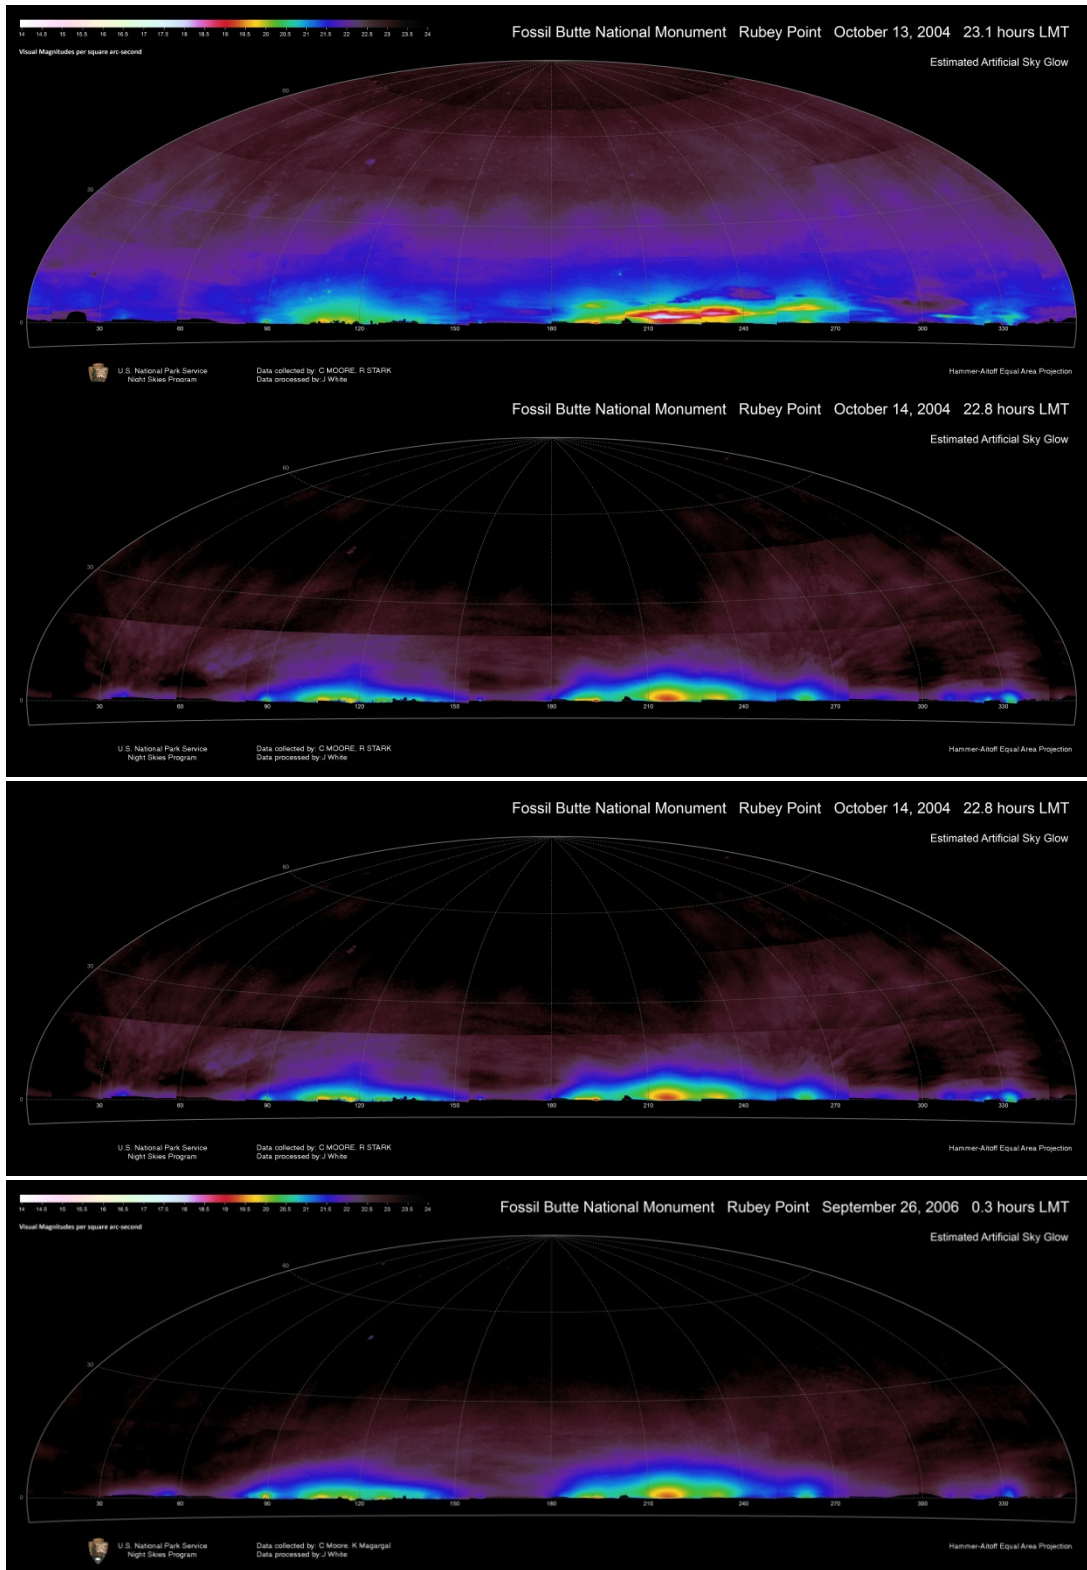 14 14.5 15 15.5 16 16.5 17 17.5 18 18.5 19 19.5 20 20.5 21 21.5 22 22.5 23 23.5 24
Visual Magnitudes per square arc-second
Fossil Butte National Monument Rubey Point October 13, 2004 23.1 hours LMT
Estimated Artificial Sky Glow
60
30
0
30 60 90 120 150 180 210 240 270 300 330
U.S. National Park Service
Night Skies Program
Data collected by: C MOORE, R STARK
Data processed by: J White
Hammer-Aitoff Equal Area Projection
Fossil Butte National Monument Rubey Point October 14, 2004 22.8 hours LMT
Estimated Artificial Sky Glow
60
30
0
30 60 90 120 150 180 210 240 270 300 330
U.S. National Park Service
Night Skies Program
Data collected by: C MOORE, R STARK
Data processed by: J White
Hammer-Aitoff Equal Area Projection
Fossil Butte National Monument Rubey Point October 14, 2004 22.8 hours LMT
Estimated Artificial Sky Glow
60
30
0
30 60 90 120 150 180 210 240 270 300 330
U.S. National Park Service
Night Skies Program
Data collected by: C MOORE, R STARK
Data processed by: J White
Hammer-Aitoff Equal Area Projection
14 14.5 15 15.5 16 16.5 17 17.5 18 18.5 19 19.5 20 20.5 21 21.5 22 22.5 23 23.5 24
Visual Magnitudes per square arc-second
Fossil Butte National Monument Rubey Point September 26, 2006 0.3 hours LMT
Estimated Artificial Sky Glow
60
30
0
30 60 90 120 150 180 210 240 270 300 330
U.S. National Park Service
Night Skies Program
Data collected by: C Moore, K Magargal
Data processed by: J White
Hammer-Aitoff Equal Area Projection